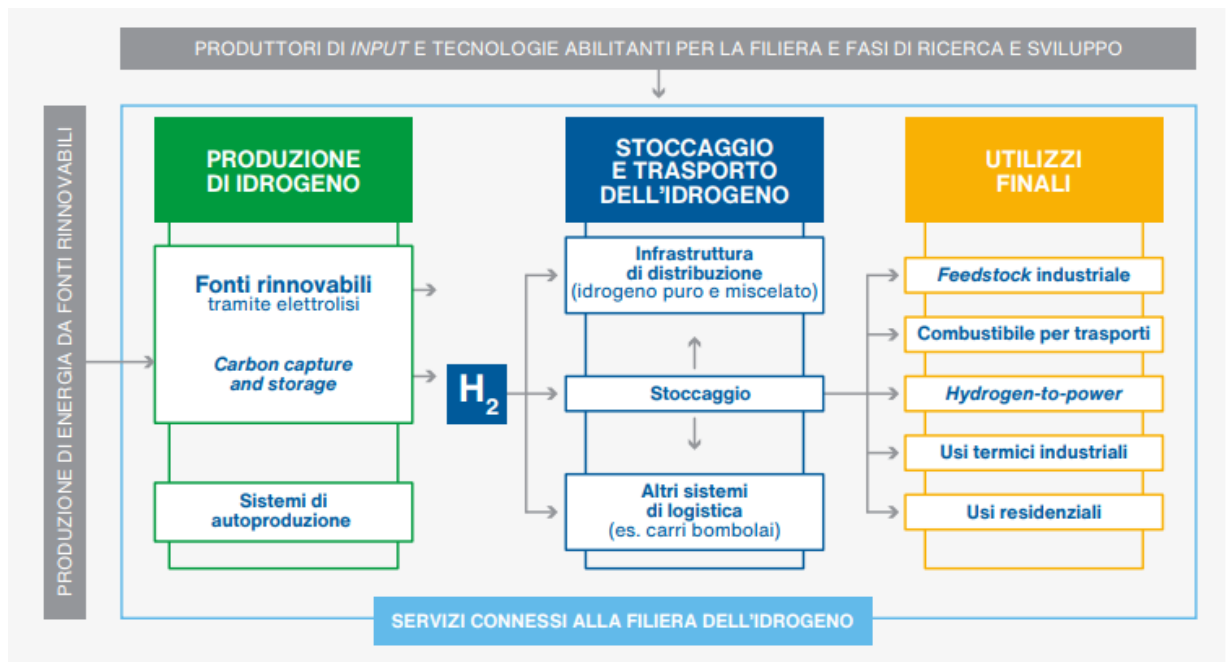 PRODUTTORI DI INPUT E TECNOLOGIE ABILITANTI PER LA FILIERA E FASI DI RICERCA E SVILUPPO
PRODUZIONE DI ENERGIA DA FONTI RINNOVABILI
PRODUZIONE
DI IDROGENO
Fonti rinnovabili
tramite elettrolisi
Carbon capture
and storage
Sistemi di
autoproduzione
H2
STOCCAGGIO
E TRASPORTO
DELL'IDROGENO
Infrastruttura
di distribuzione
(idrogeno puro e miscelato)
Stoccaggio
Altri sistemi
di logistica
(es. carri bombolai)
UTILIZZI
FINALI
Feedstock industriale
Combustibile per trasporti
Hydrogen-to-power
Usi termici industriali
Usi residenziali
SERVIZI CONNESSI ALLA FILIERA DELL'IDROGENO